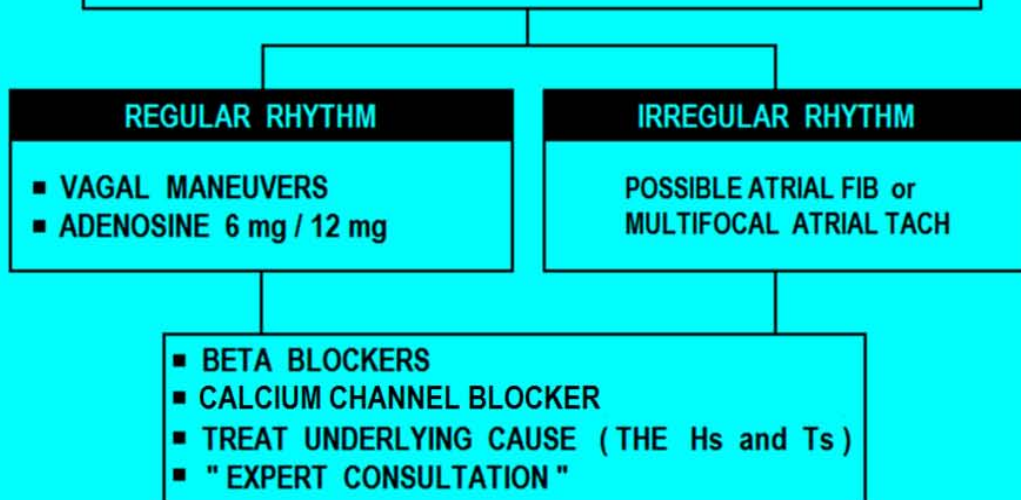 REGULAR RHYTHM
▪ VAGAL MANEUVERS
▪ ADENOSINE 6 mg / 12 mg
IRREGULAR RHYTHM
POSSIBLE ATRIAL FIB or
MULTIFOCAL ATRIAL TACH
▪ BETA BLOCKERS
▪ CALCIUM CHANNEL BLOCKER
▪ TREAT UNDERLYING CAUSE ( THE Hs and Ts )
▪ " EXPERT CONSULTATION "